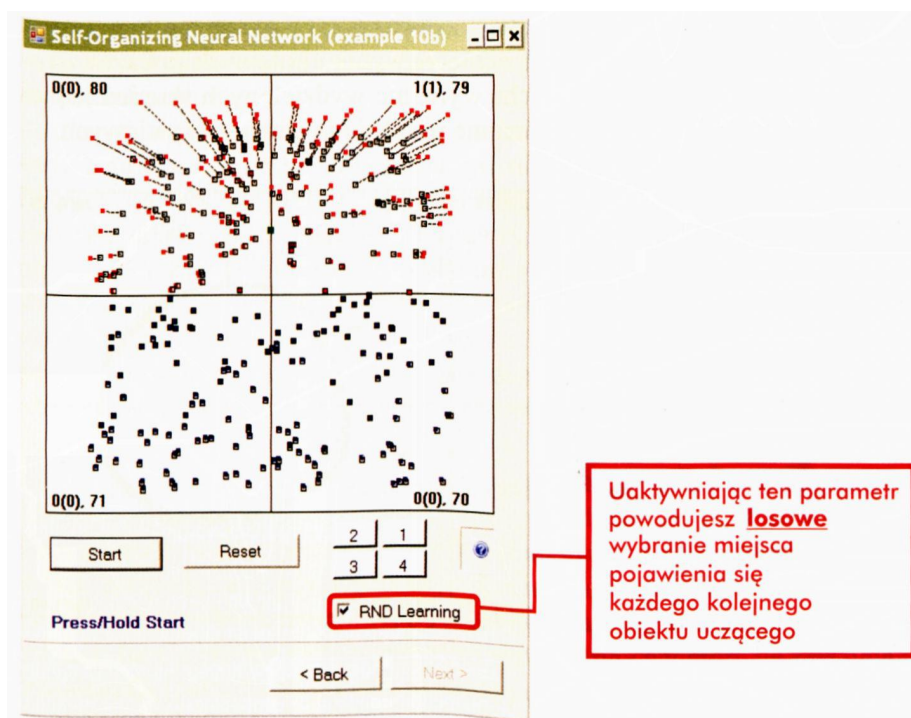 Self-Organizing Neural Network (example 10b)
0(0), 80
1(1), 79
0(0), 71
0(0), 70
Start
Reset
2
1
3
4
RND Learning
Press/Hold Start
< Back
Next >
Uaktywniając ten parametr
powodujesz losowe
wybranie miejsca
pojawienia się
każdego kolejnego
obiektu uczącego